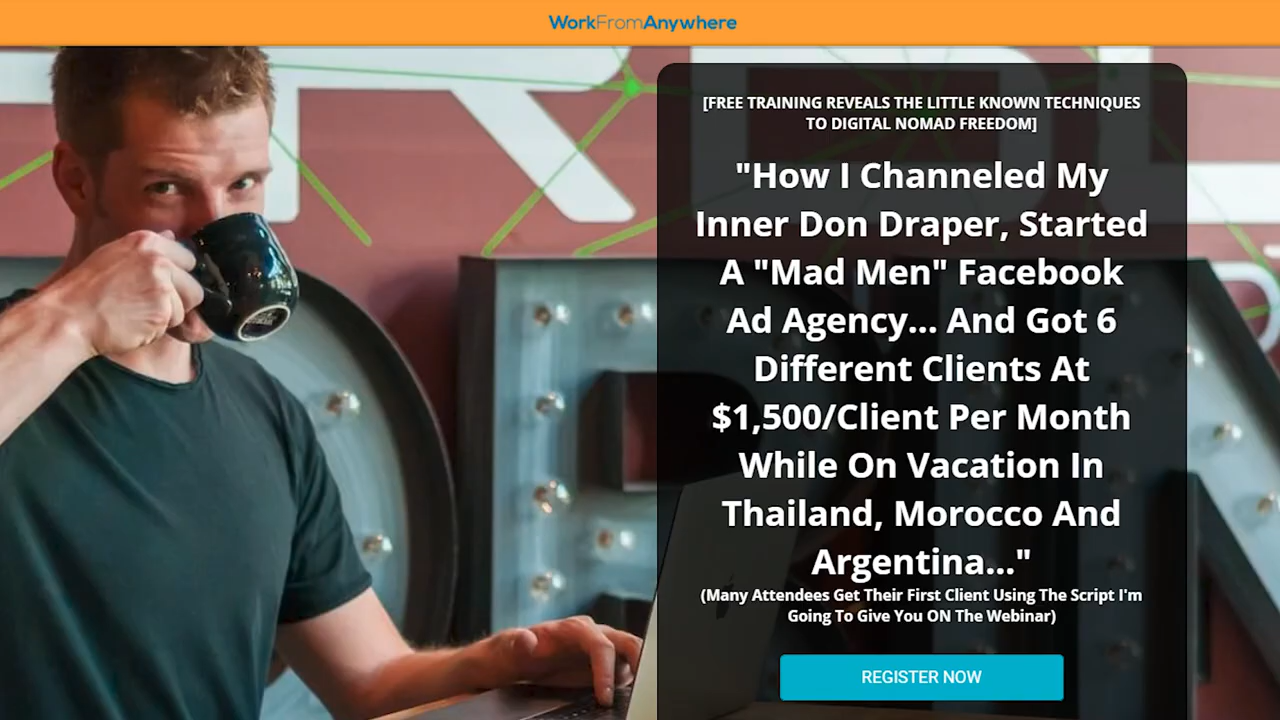 WorkFromAnywhere
[FREE TRAINING REVEALS THE LITTLE KNOWN TECHNIQUES
TO DIGITAL NOMAD FREEDOM]
"How I Channeled My
Inner Don Draper, Started
A "Mad Men" Facebook
Ad Agency... And Got 6
Different Clients At
$1,500/Client Per Month
While On Vacation In
Thailand, Morocco And
Argentina..."
(Many Attendees Get Their First Client Using The Script I'm
Going To Give You ON The Webinar)
REGISTER NOW